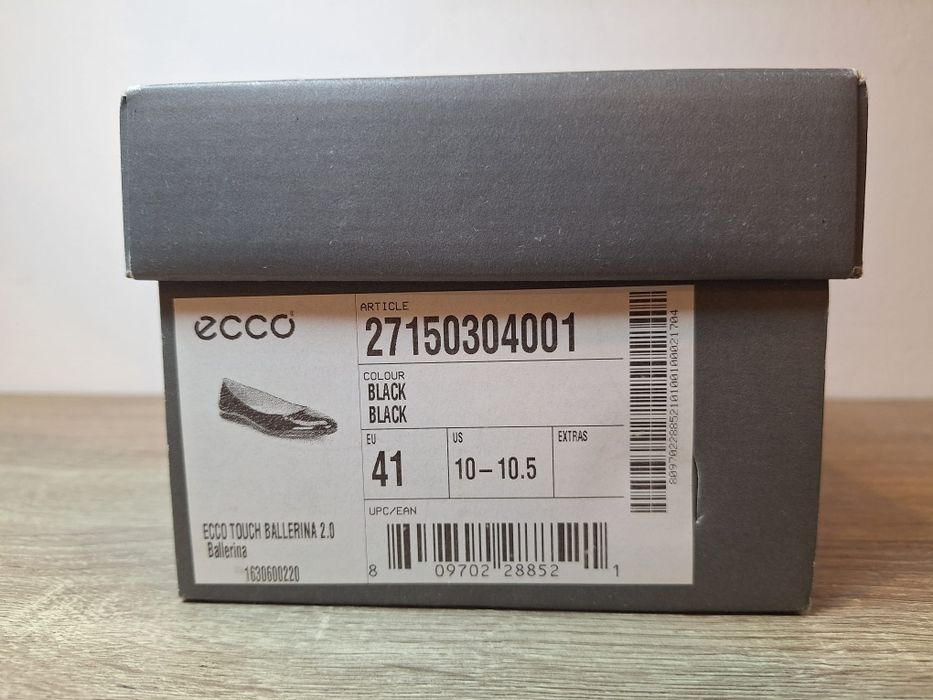 ecco
ARTICLE
27150304001
COLOUR
BLACK
BLACK
EU
41
US
10–10.5
EXTRAS
ECCO TOUCH BALLERINA 2.0
Ballerina
1630600220
UPC/EAN
8 09702 28852 1
80970228852101001000021704